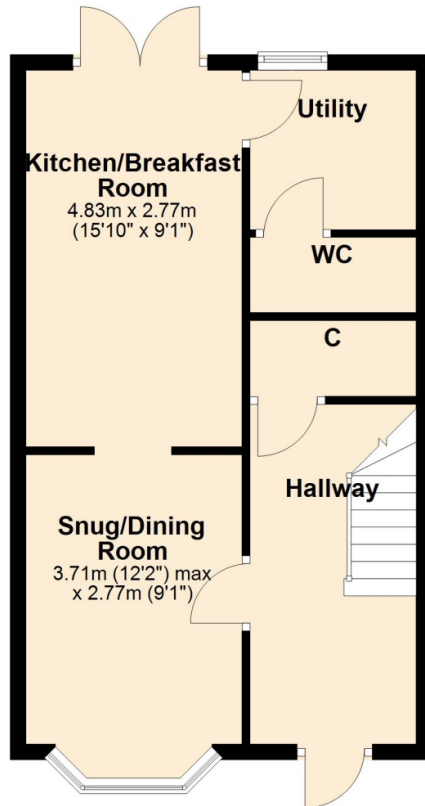 Utility
Kitchen/Breakfast
Room
4.83m x 2.77m
(15'10" x 9'1")
WC
C
Hallway
Snug/Dining
Room
3.71m (12'2") max
x 2.77m (9'1")